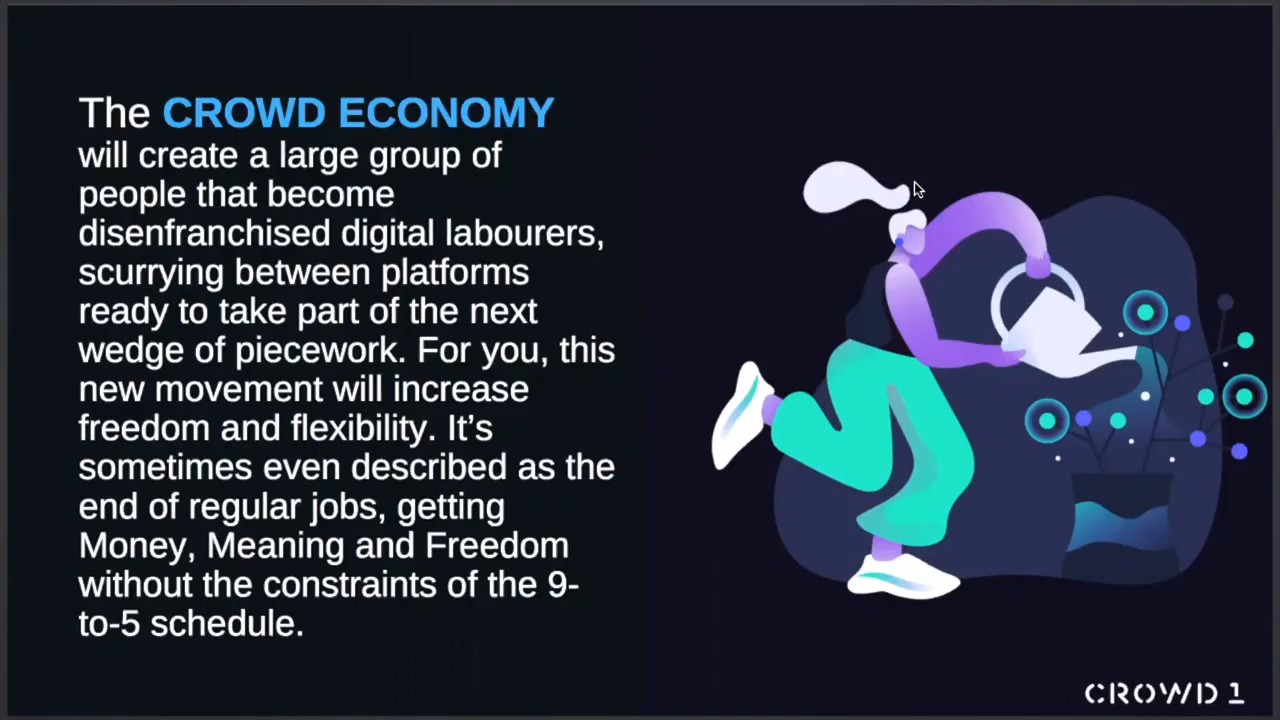 The CROWD ECONOMY
will create a large group of
people that become
disenfranchised digital labourers,
scurrying between platforms
ready to take part of the next
wedge of piecework. For you, this
new movement will increase
freedom and flexibility. It’s
sometimes even described as the
end of regular jobs, getting
Money, Meaning and Freedom
without the constraints of the 9-
to-5 schedule.
CROWD 1